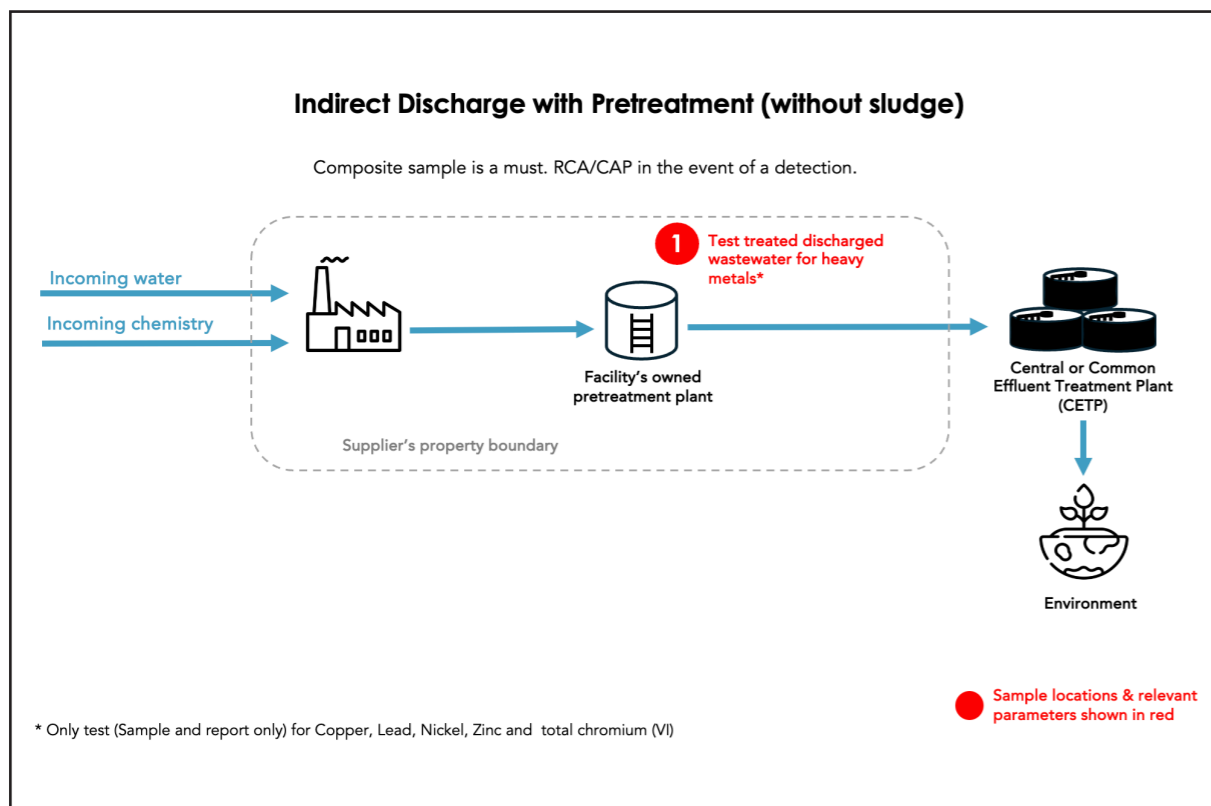 Indirect Discharge with Pretreatment (without sludge)
Composite sample is a must. RCA/CAP in the event of a detection.
1
Test treated discharged
wastewater for heavy
metals*
Incoming water
Incoming chemistry
Facility's owned
pretreatment plant
Central or Common
Effluent Treatment Plant
(CETP)
Supplier's property boundary
Environment
Sample locations & relevant
parameters shown in red
* Only test (Sample and report only) for Copper, Lead, Nickel, Zinc and total chromium (VI)